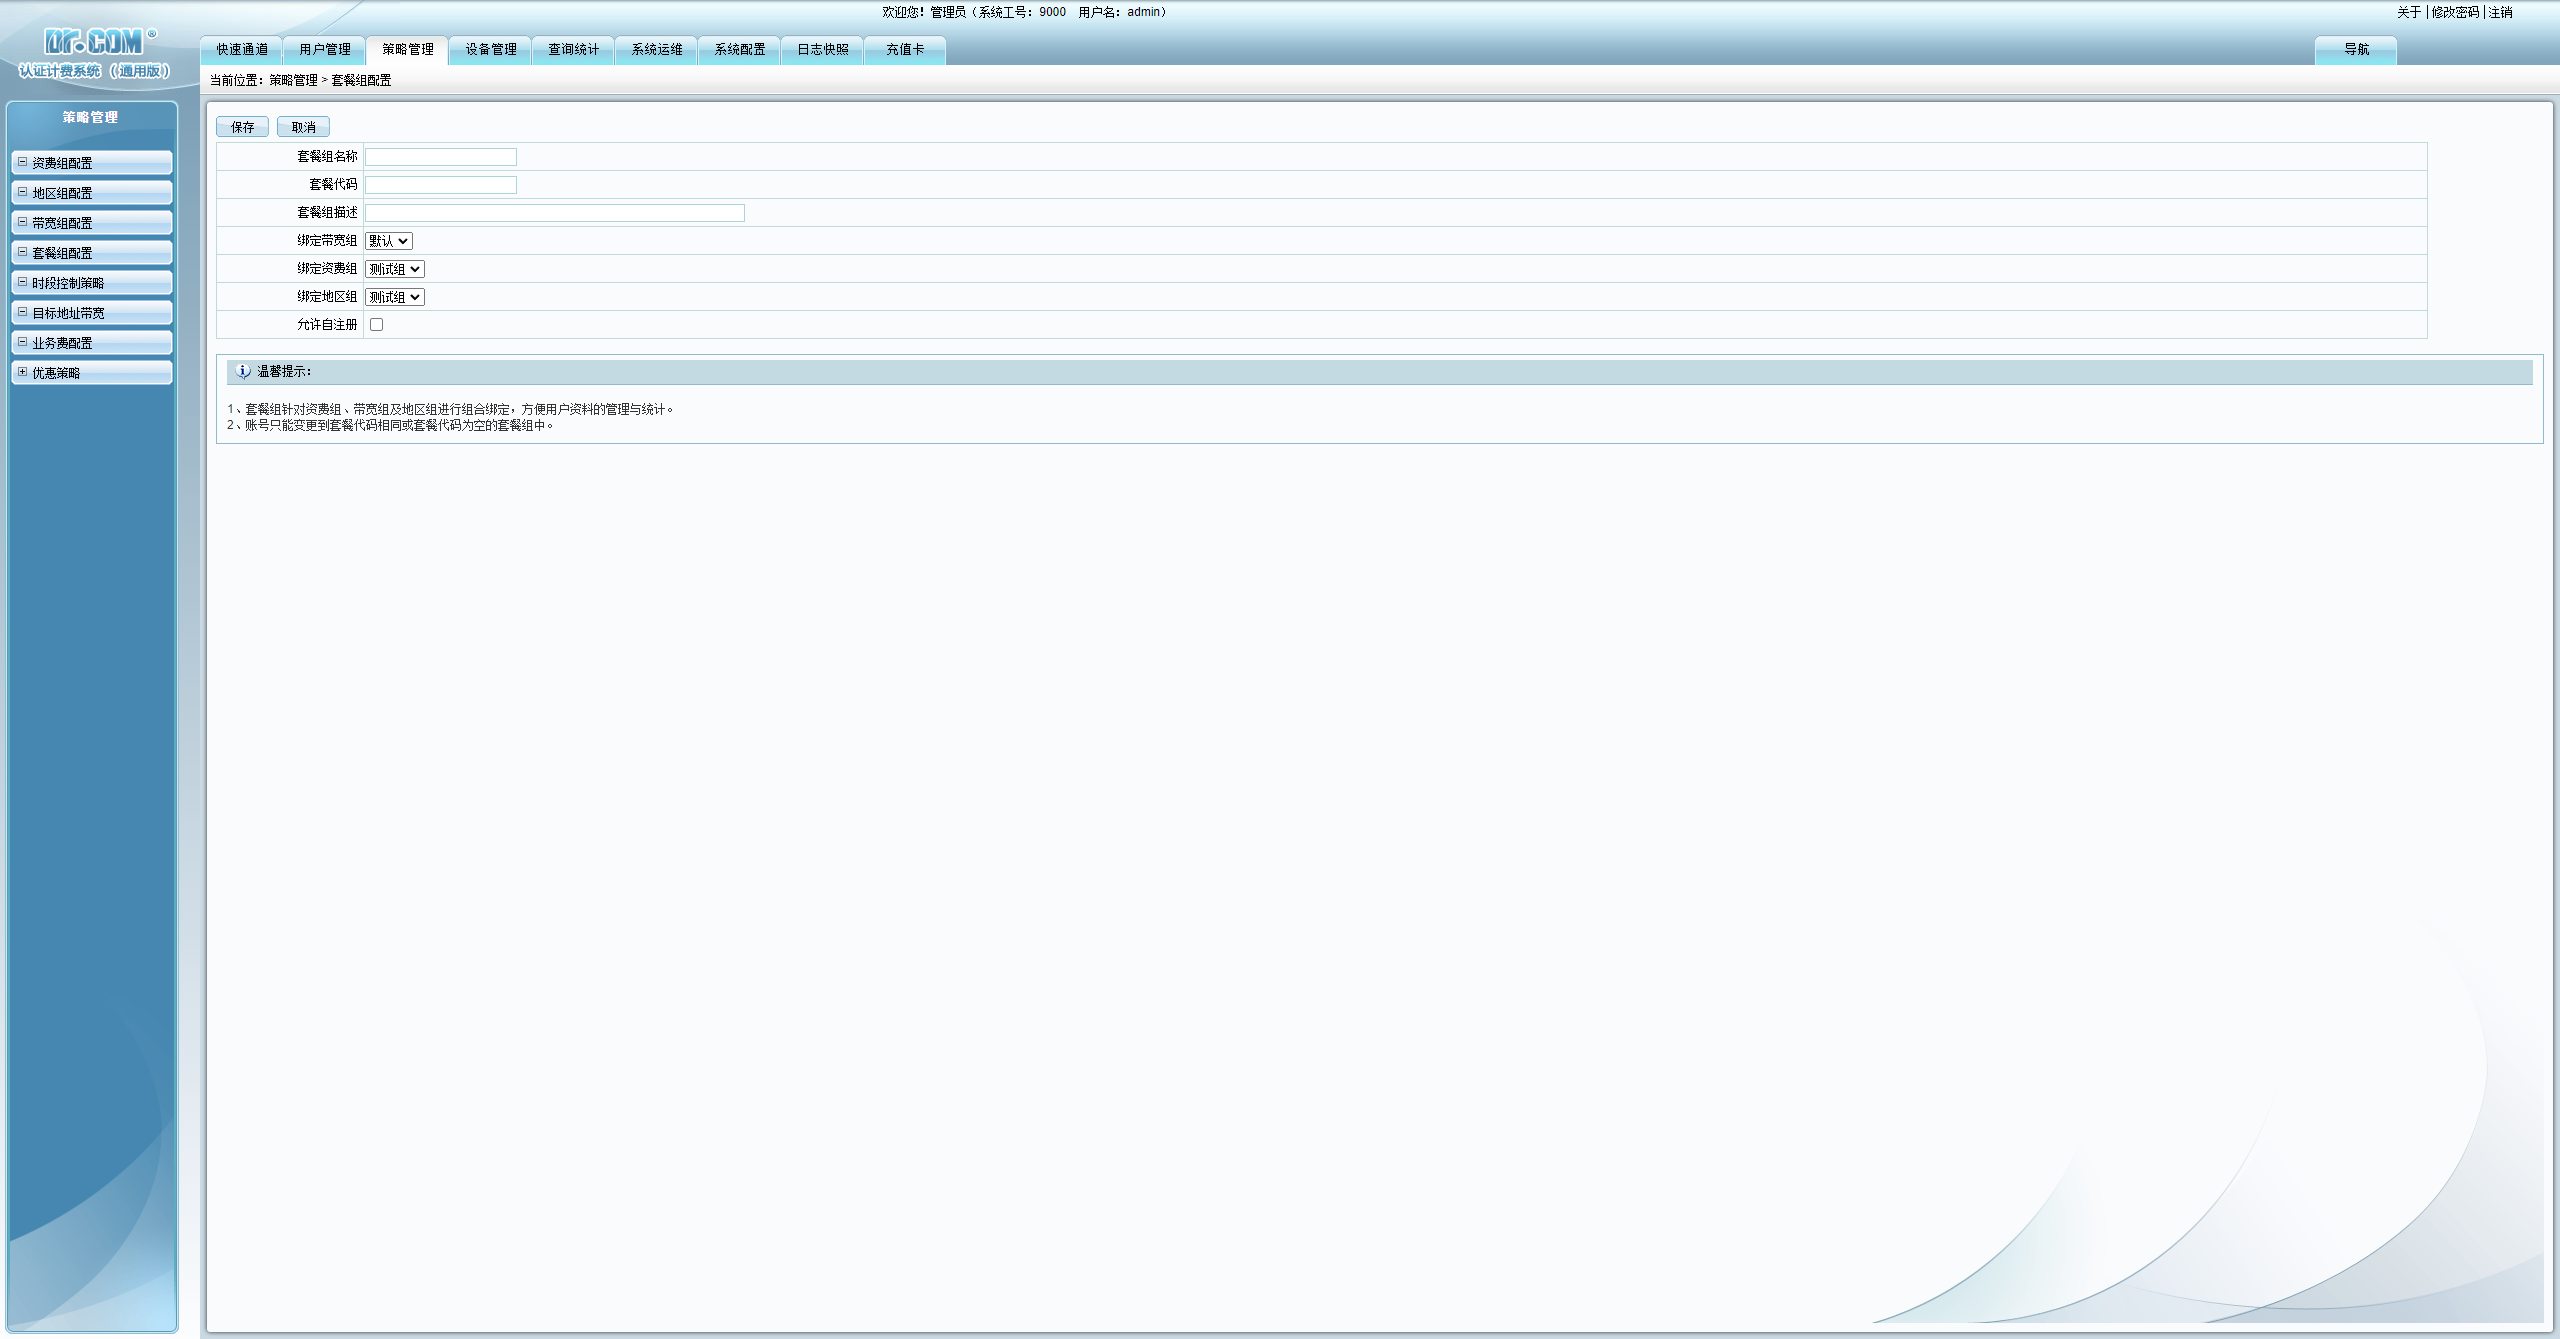 欢迎您！管理员（系统工号：9000 用户名：admin）
关于 | 修改密码 | 注销
Dr.COM®
认证计费系统（通用版）
快速通道 用户管理 策略管理 设备管理 查询统计 系统运维 系统配置 日志快照 充值卡 导航
当前位置：策略管理 > 套餐组配置
策略管理
资费组配置
地区组配置
带宽组配置
套餐组配置
时段控制策略
目标地址带宽
业务费配置
优惠策略
保存 取消
套餐组名称
套餐代码
套餐组描述
绑定带宽组 默认
绑定资费组 测试组
绑定地区组 测试组
允许自注册
温馨提示：
1、套餐组针对资费组、带宽组及地区组进行组合绑定，方便用户资料的管理与统计。
2、账号只能变更到套餐代码相同或套餐代码为空的套餐组中。